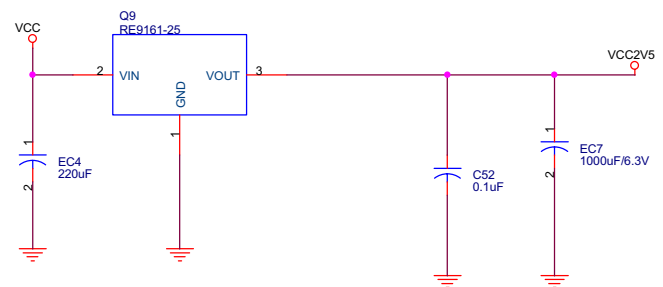 Q9
RE9161-25
VCC
VCC2V5
2
VIN
VOUT
3
GND
1
1
EC4
220uF
2
C52
0.1uF
1
EC7
1000uF/6.3V
2